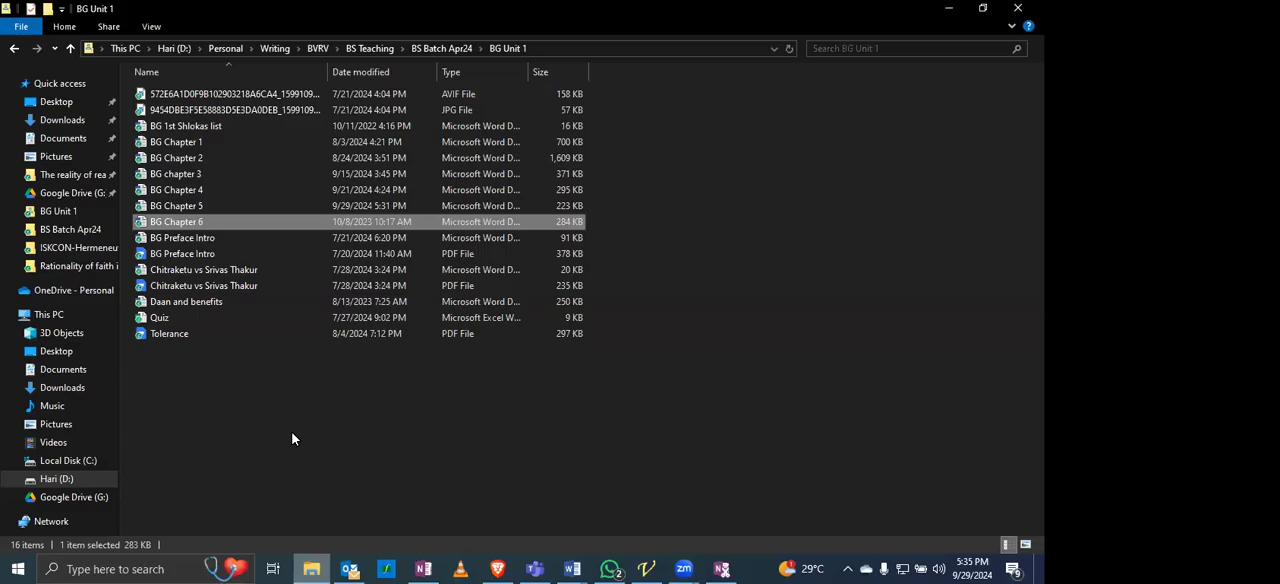 BG Unit 1
File Home Share View
This PC Hari (D:) Personal Writing BVRV BS Teaching BS Batch Apr24 BG Unit 1 Search BG Unit 1
Name Date modified Type Size
Quick access
Desktop
Downloads
Documents
Pictures
The reality of rea
Google Drive (G:
BG Unit 1
BS Batch Apr24
ISKCON-Hermeneu
Rationality of faith i
OneDrive - Personal
This PC
3D Objects
Desktop
Documents
Downloads
Music
Pictures
Videos
Local Disk (C:)
Hari (D:)
Google Drive (G:)
Network
572E6A1D0F9B102903218A6CA4_1599109... 7/21/2024 4:04 PM AVIF File 158 KB
9454DBE3F5E58883D5E3DA0DEB_1599109... 7/21/2024 4:04 PM JPG File 57 KB
BG 1st Shlokas list 10/11/2022 4:16 PM Microsoft Word D... 16 KB
BG Chapter 1 8/3/2024 4:21 PM Microsoft Word D... 700 KB
BG Chapter 2 8/24/2024 3:51 PM Microsoft Word D... 1,609 KB
BG chapter 3 9/15/2024 3:45 PM Microsoft Word D... 371 KB
BG Chapter 4 9/21/2024 4:24 PM Microsoft Word D... 295 KB
BG Chapter 5 9/29/2024 5:31 PM Microsoft Word D... 223 KB
BG Chapter 6 10/8/2023 10:17 AM Microsoft Word D... 284 KB
BG Preface Intro 7/21/2024 6:20 PM Microsoft Word D... 91 KB
BG Preface Intro 7/20/2024 11:40 AM PDF File 378 KB
Chitraketu vs Srivas Thakur 7/28/2024 3:24 PM Microsoft Word D... 20 KB
Chitraketu vs Srivas Thakur 7/28/2024 3:24 PM PDF File 235 KB
Daan and benefits 8/13/2023 7:25 AM Microsoft Word D... 250 KB
Quiz 7/27/2024 9:02 PM Microsoft Excel W... 9 KB
Tolerance 8/4/2024 7:12 PM PDF File 297 KB
16 items 1 item selected 283 KB
Type here to search
2
29°C
5:35 PM
9/29/2024
9